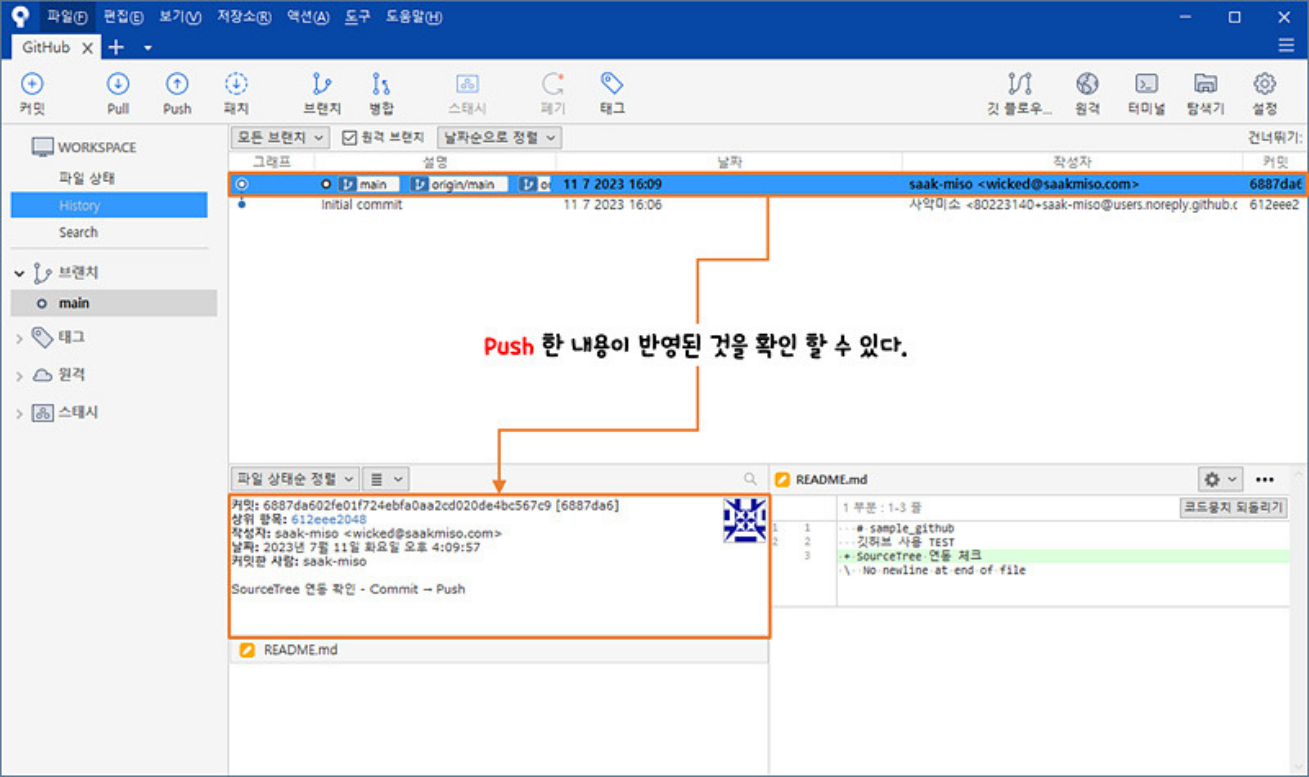 파일(F) 편집(E) 보기(V) 저장소(R) 액션(A) 도구 도움말(H)
GitHub
커밋 Pull Push 패치 브랜치 병합 스태시 폐기 태그 깃 플로우... 원격 터미널 탐색기 설정
WORKSPACE
파일 상태
History
Search
브랜치
main
태그
원격
스태시
모든 브랜치 원격 브랜치 날짜순으로 정렬 건너뛰기:
그래프 설명 날짜 작성자 커밋
main origin/main 11 7 2023 16:09 saak-miso <wicked@saakmiso.com> 6887da6
Initial commit 11 7 2023 16:06 사악미소 <80223140+saak-miso@users.noreply.github.c 612eee2
Push 한 내용이 반영된 것을 확인 할 수 있다.
파일 상태순 정렬
커밋: 6887da602fe01f724ebfa0aa2cd020de4bc567c9 [6887da6]
상위 항목: 612eee2048
작성자: saak-miso <wicked@saakmiso.com>
날짜: 2023년 7월 11일 화요일 오후 4:09:57
커밋한 사람: saak-miso
SourceTree 연동 확인 - Commit → Push
README.md
README.md
1 부분 : 1-3 줄 코드뭉치 되돌리기
1 1 # sample_github
2 2 깃허브 사용 TEST
3 + SourceTree 연동 체크
\ No newline at end of file